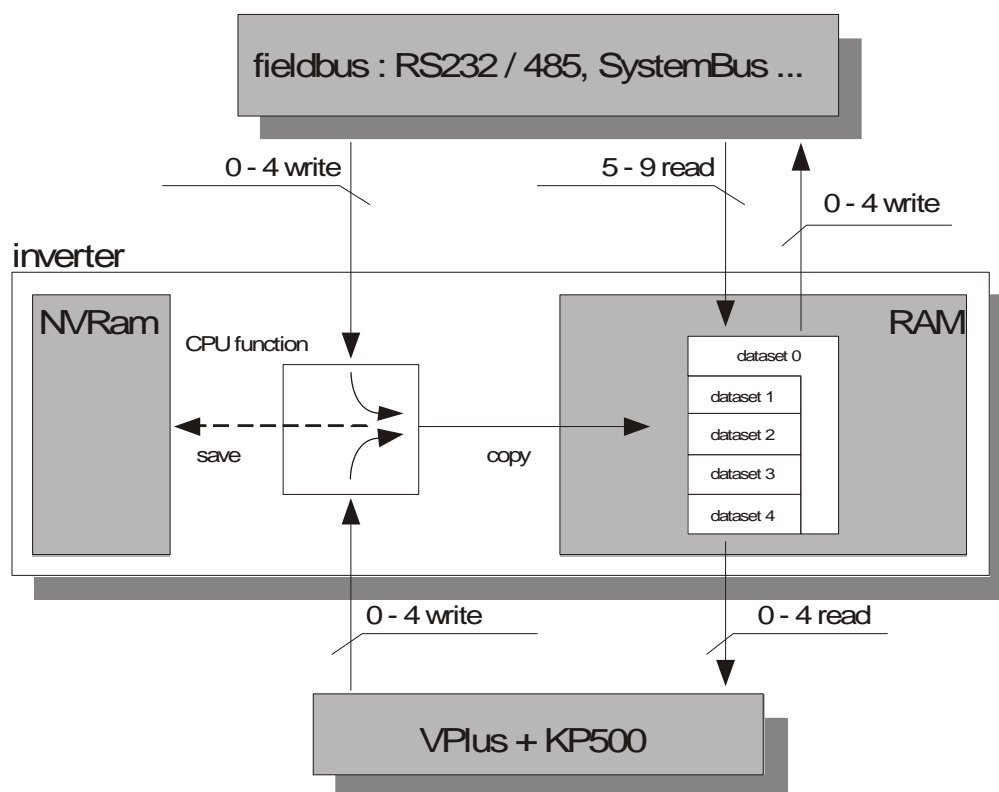 fieldbus : RS232 / 485, SystemBus ...
0 - 4 write
5 - 9 read
0 - 4 write
inverter
NVRam
RAM
CPU function
dataset 0
dataset 1
dataset 2
dataset 3
dataset 4
save
copy
0 - 4 write
0 - 4 read
VPlus + KP500